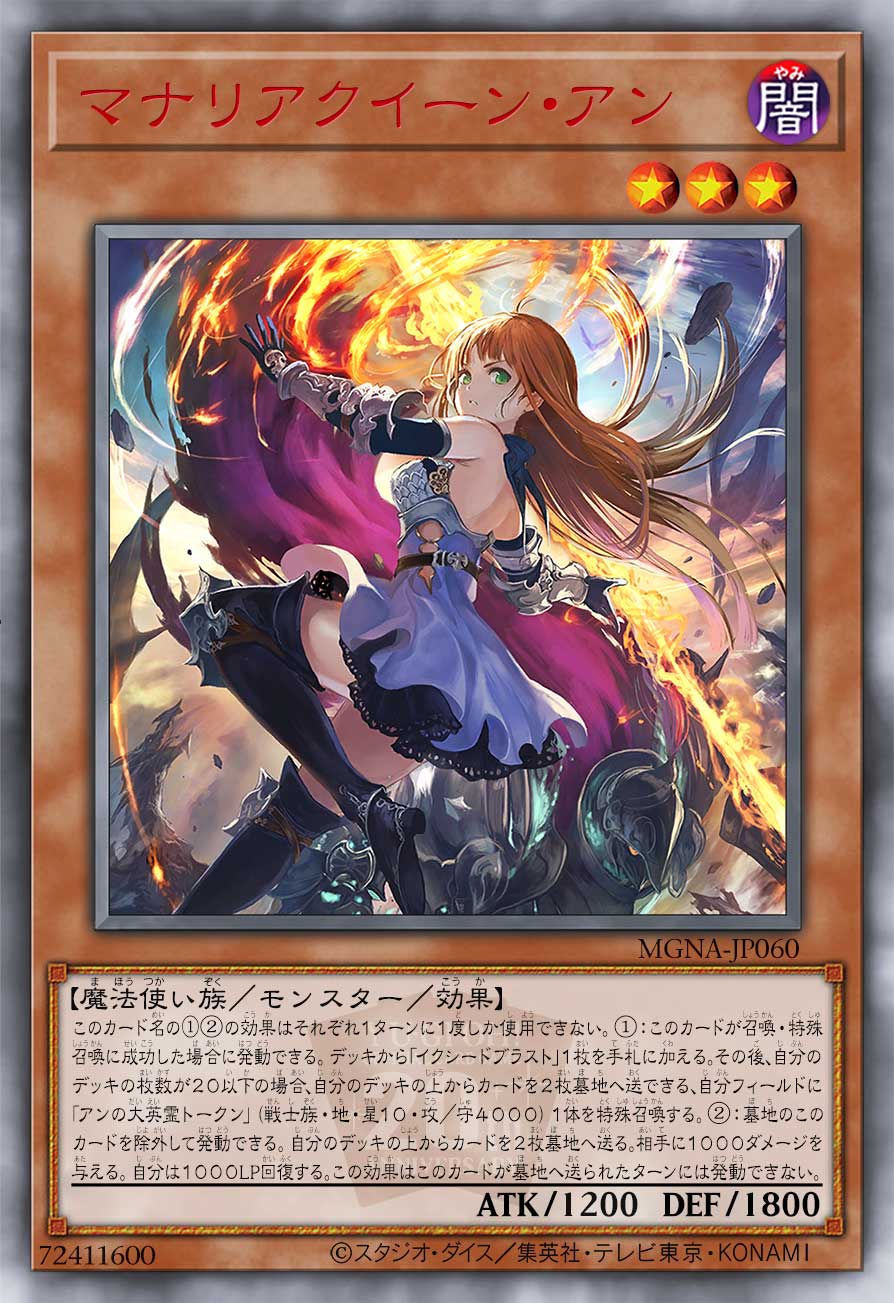 マナリアクイーン・アン
やみ
闇
MGNA-JP060
【魔法使い族/モンスター/効果】
このカード名の①②の効果はそれぞれ1ターンに1度しか使用できない。①:このカードが召喚・特殊
召喚に成功した場合に発動できる。デッキから「イクシードブラスト」1枚を手札に加える。その後、自分の
デッキの枚数が20以下の場合、自分のデッキの上からカードを2枚墓地へ送できる、自分フィールドに
「アンの大英霊トークン」(戦士族・地・星10・攻/守4000)1体を特殊召喚する。②:墓地のこの
カードを除外して発動できる。自分のデッキの上からカードを2枚墓地へ送る。相手に1000ダメージを
与える。自分は1000LP回復する。この効果はこのカードが墓地へ送られたターンには発動できない。
ATK/1200 DEF/1800
72411600
©スタジオ・ダイス/集英社・テレビ東京・KONAMI